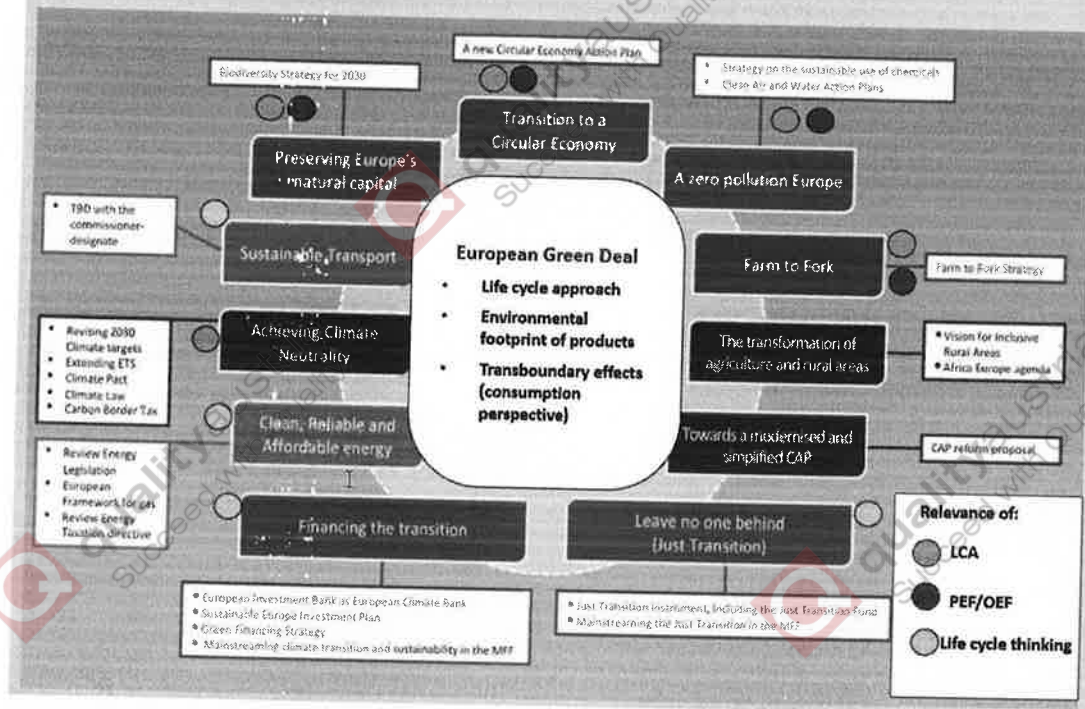 A new Circular Economy Action Plan
Biodiversity Strategy for 2030
• Strategy on the sustainable use of chemicals
• Clean Air and Water Action Plans
Transition to a
Circular Economy
Preserving Europe's
natural capital
A zero pollution Europe
• TBD with the
commissioner-
designate
Sustainable Transport
European Green Deal
• Life cycle approach
• Environmental
footprint of products
• Transboundary effects
(consumption
perspective)
Farm to Fork
Farm to Fork Strategy
• Revising 2030
Climate targets
• Extending ETS
• Climate Pact
• Climate Law
• Carbon Border Tax
Achieving Climate
Neutrality
The transformation of
agriculture and rural areas
• Vision for Inclusive
Rural Areas
• Africa Europe agenda
Clean, Reliable and
Affordable energy
Towards a modernised and
simplified CAP
CAP reform proposal
• Review Energy
Legislation
• European
Framework for gas
• Review Energy
Taxation directive
Financing the transition
Leave no one behind
(Just Transition)
• European Investment Bank as European Climate Bank
• Sustainable Europe Investment Plan
• Green Financing Strategy
• Mainstreaming climate transition and sustainability in the MFF
• Just Transition Instrument, including the Just Transition Fund
• Mainstreaming the Just Transition in the MFF
Relevance of:
LCA
PEF/OEF
Life cycle thinking